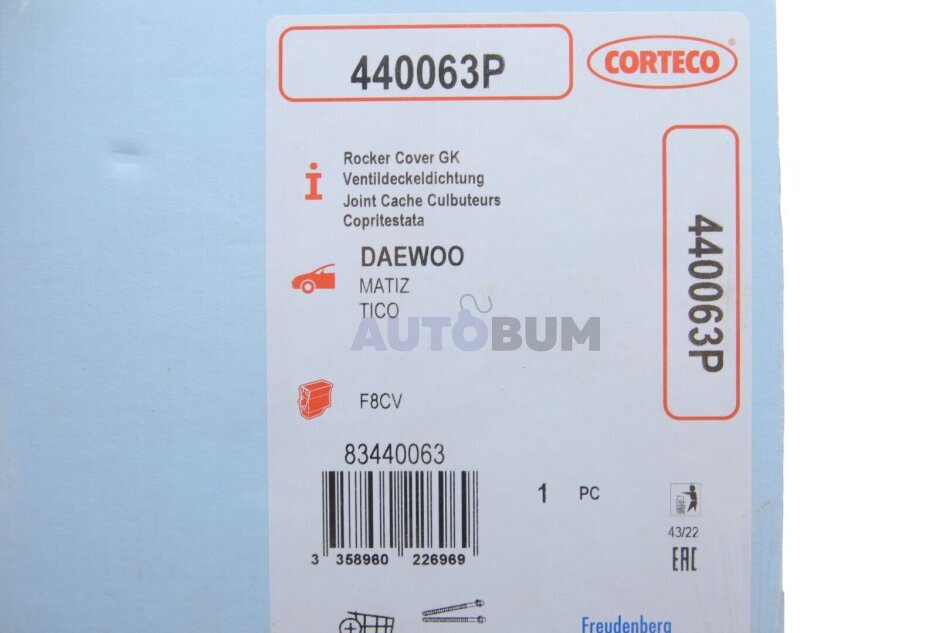 440063P
CORTECO®
Rocker Cover GK
Ventildeckeldichtung
Joint Cache Culbuteurs
Copritestata
440063P
DAEWOO
MATIZ
TICO
AUTOBUM
F8CV
83440063
1 PC
3 358960 226969
43/22
EAC
Freudenberg